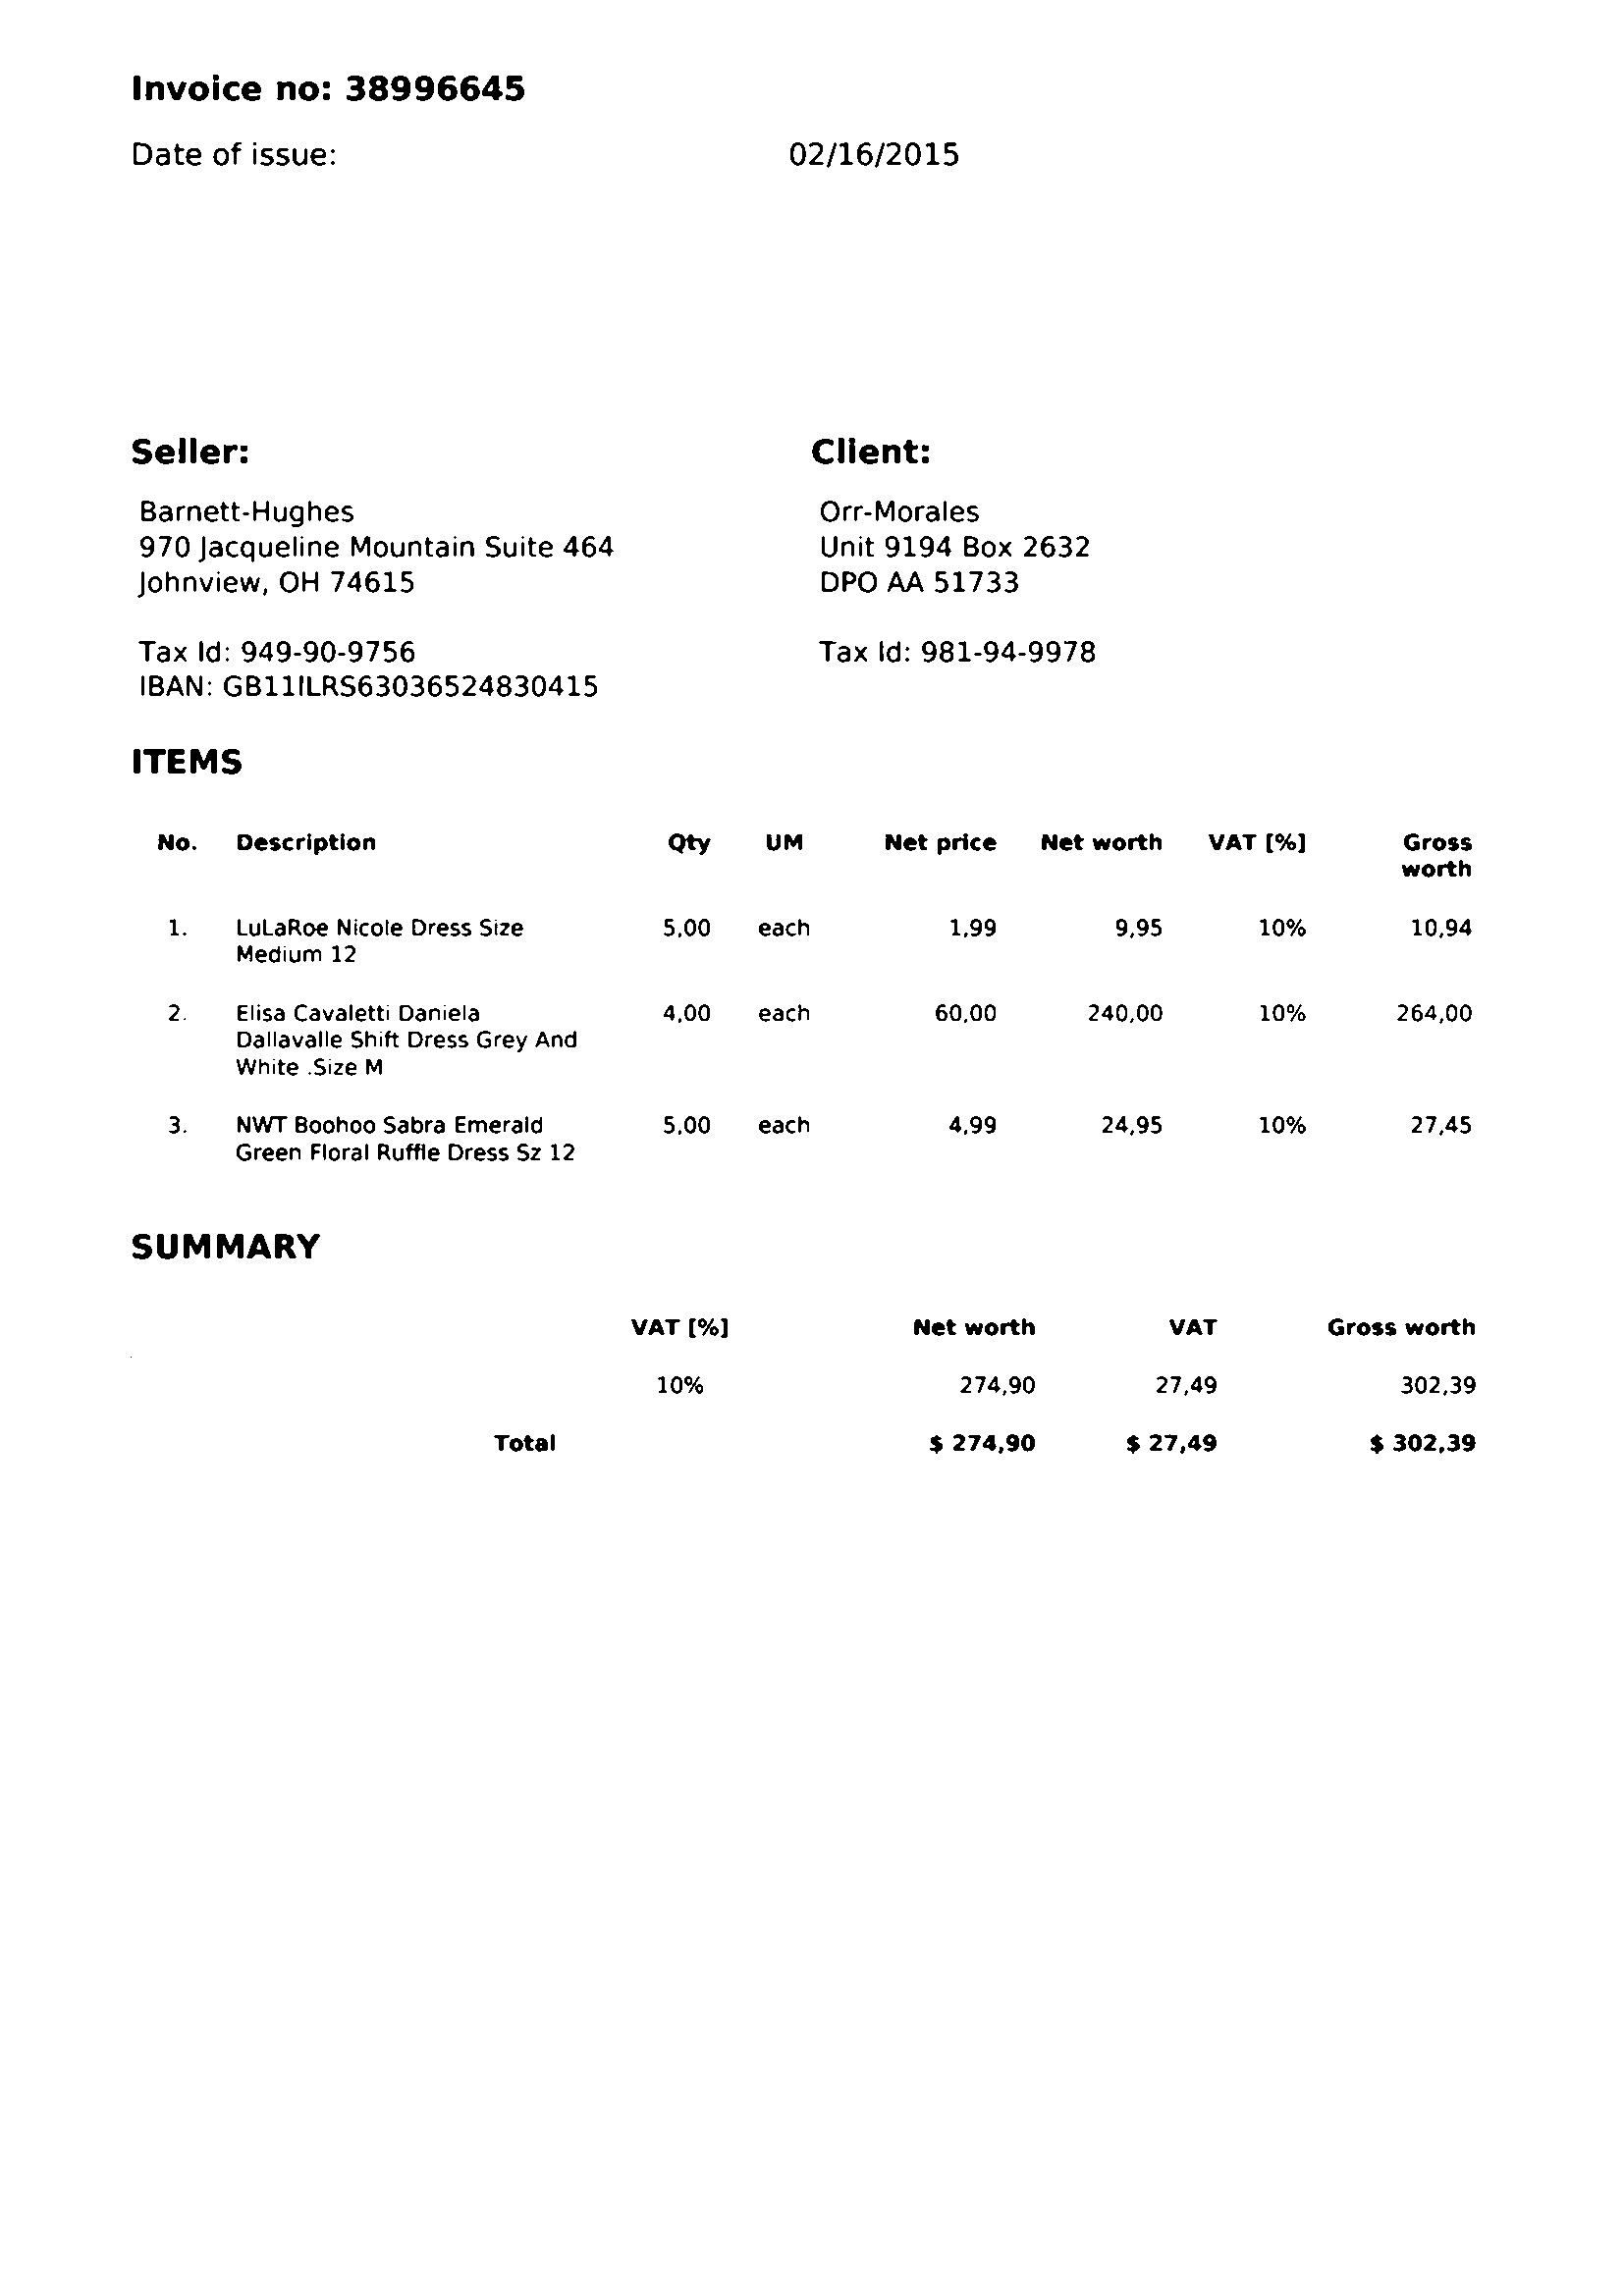 Invoice no: 38996645
Date of issue: 02/16/2015
Seller: Client:
Barnett-Hughes Orr-Morales
970 Jacqueline Mountain Suite 464 Unit 9194 Box 2632
Johnview, OH 74615 DPO AA 51733
Tax Id: 949-90-9756 Tax Id: 981-94-9978
IBAN: GB11ILRS63036524830415
ITEMS
No. Description Qty UM Net price Net worth VAT [%] Gross
worth
1. LuLaRoe Nicole Dress Size 5,00 each 1,99 9,95 10% 10,94
Medium 12
2. Elisa Cavaletti Daniela 4,00 each 60,00 240,00 10% 264,00
Dallavalle Shift Dress Grey And
White .Size M
3. NWT Boohoo Sabra Emerald 5,00 each 4,99 24,95 10% 27,45
Green Floral Ruffle Dress Sz 12
SUMMARY
VAT [%] Net worth VAT Gross worth
10% 274,90 27,49 302,39
Total $ 274,90 $ 27,49 $ 302,39